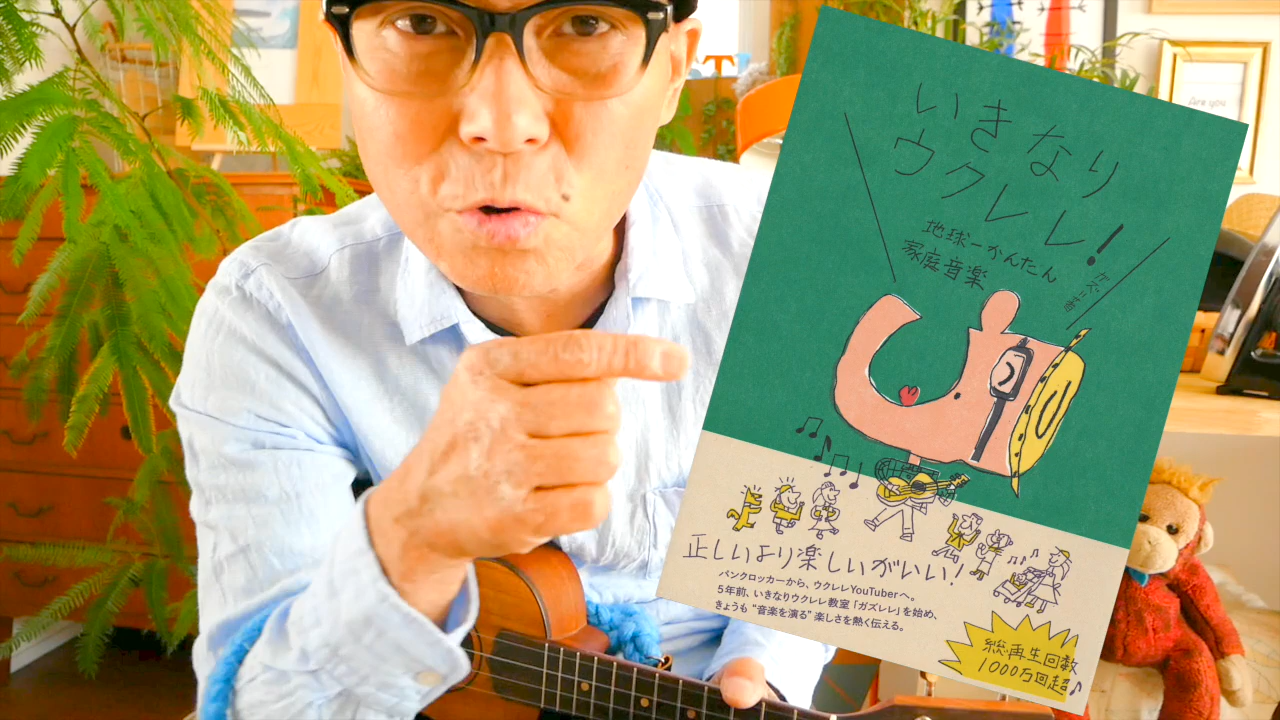 いきなり
ウクレレ!
地球一かんたん
家庭音楽
ガズ 著
正しいより楽しいがいい!
パンクロッカーから、ウクレレYouTuberへ。
5年前、いきなりウクレレ教室「ガズレレ」を始め、
きょうも “音楽を演る” 楽しさを熱く伝える。
総再生回数
1000万回超
Are you